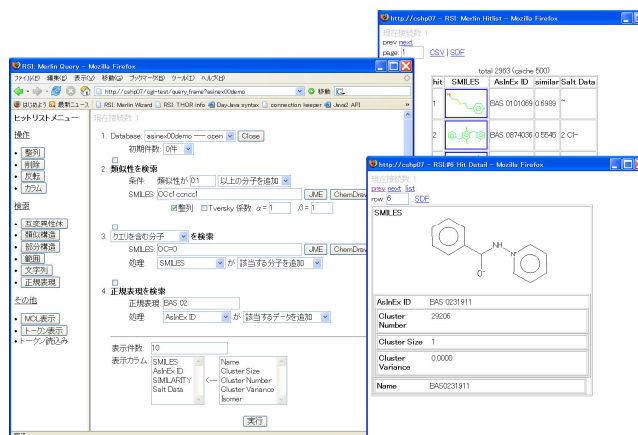 RSI: Merlin Query - Mozilla Firefox
ファイル(F) 編集(E) 表示(V) 移動(G) ブックマーク(B) ツール(T) ヘルプ(H)
http://cshp07/cgi-test/query_frame?asinex00demo
移動
はじめよう 最新ニュース RSI: Merlin Wizard RSI: THOR info Day.Java syntax connection keeper Java2 API
ヒットリストメニュー
操作
整列
削除
反転
カラム
検索
互変異性体
類似構造
部分構造
範囲
文字列
正規表現
その他
MCL表示
トークン表示
トークン読込み
現在接続数: 1
1. Database: asinex00demo --- open Close
初期件数: 0件
2. 類似性を検索
条件: 類似性が 0.1 以上の分子を追加
SMILES: OCc1ccncc1 JME ChemDraw
整列 Tversky 係数: α= 1 ,β= 1
3. クエリを含む分子 を検索
SMILES: OC=O JME ChemDraw
処理: SMILES が 該当する分子を追加
4. 正規表現を検索
正規表現: BAS 02
処理: AsInEx ID が 該当するデータを追加
表示件数: 10
表示カラム: SMILES
AsInEx ID
SIMILARITY
Salt Data
<--
Name
Cluster Size
Cluster Number
Cluster Variance
Isomer
実行
完了
http://cshp07 - RSI: Merlin Hitlist - Mozilla Firefox
現在接続数: 1
prev next
page: 1 CSV | SDF
total 2963 (cache 500)
hit SMILES AsInEx ID similar Salt Data
1 BAS 0101069 0.6989 ~
2 BAS 0874036 0.5545 2 Cl-
http://cshp07 - RSI:#6 Hit Detail - Mozilla Firefox
現在接続数: 1
prev next list
row: 6 SDF
SMILES
NH
N+
O-
AsInEx ID BAS 0231911
Cluster Number 29206
Cluster Size 1
Cluster Variance 0.0000
Name BAS0231911